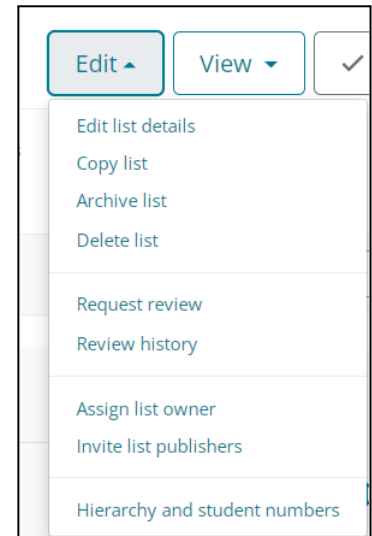 Edit View
Edit list details
Copy list
Archive list
Delete list
Request review
Review history
Assign list owner
Invite list publishers
Hierarchy and student numbers